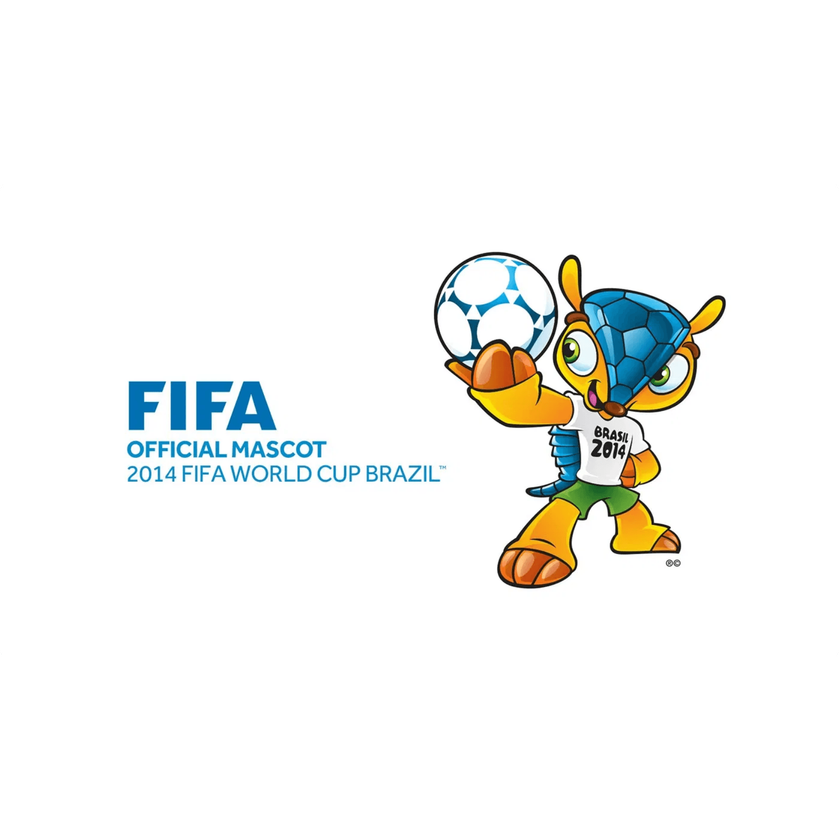 FIFA
OFFICIAL MASCOT
2014 FIFA WORLD CUP BRAZIL™
BRASIL
2014
®©